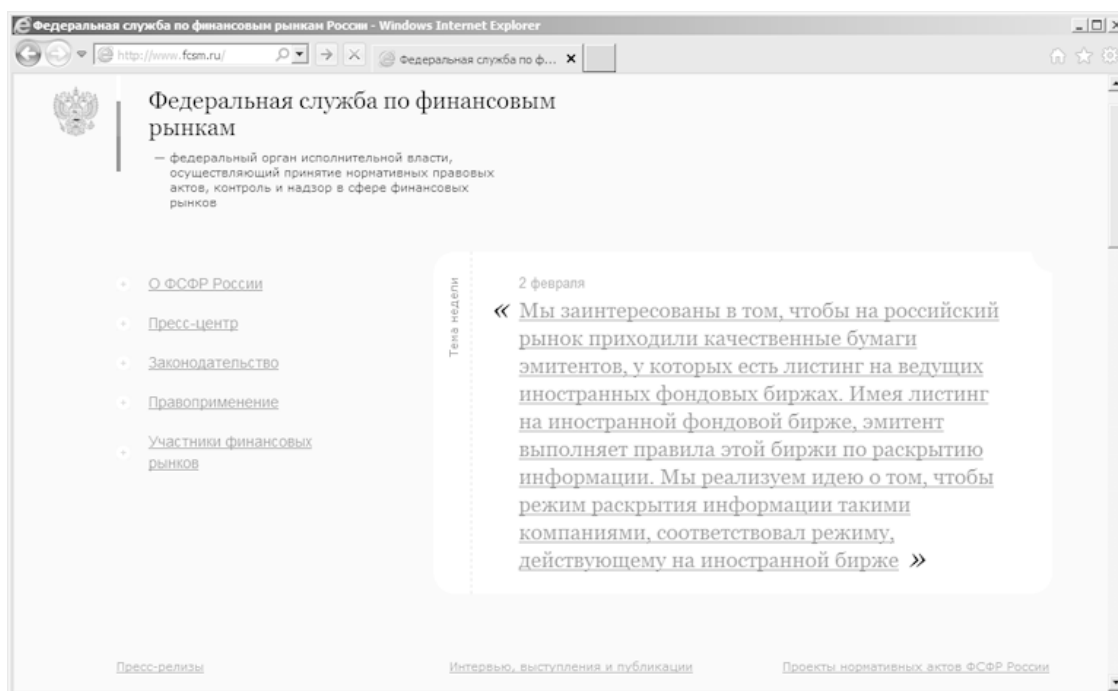 Федеральная служба по финансовым рынкам России - Windows Internet Explorer
http://www.fcsm.ru/
Федеральная служба по ф...
Федеральная служба по финансовым
рынкам
— федеральный орган исполнительной власти,
осуществляющий принятие нормативных правовых
актов, контроль и надзор в сфере финансовых
рынков
О ФСФР России
Пресс-центр
Законодательство
Правоприменение
Участники финансовых
рынков
Тема недели
2 февраля
« Мы заинтересованы в том, чтобы на российский
рынок приходили качественные бумаги
эмитентов, у которых есть листинг на ведущих
иностранных фондовых биржах. Имея листинг
на иностранной фондовой бирже, эмитент
выполняет правила этой биржи по раскрытию
информации. Мы реализуем идею о том, чтобы
режим раскрытия информации такими
компаниями, соответствовал режиму,
действующему на иностранной бирже »
Пресс-релизы
Интервью, выступления и публикации
Проекты нормативных актов ФСФР России